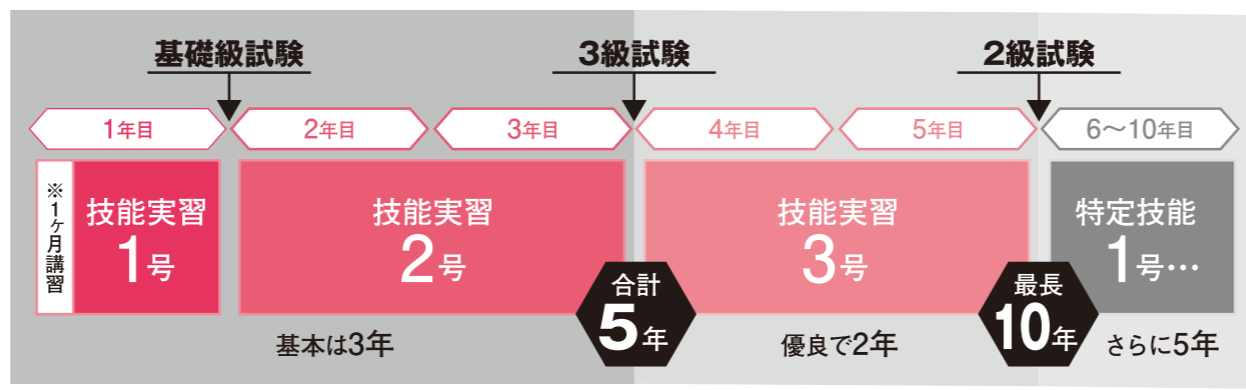 基礎級試験
3級試験
2級試験
1年目
2年目
3年目
4年目
5年目
6〜10年目
※1ヶ月講習
技能実習
1号
技能実習
2号
技能実習
3号
特定技能
1号…
合計
5年
最長
10年
基本は3年
優良で2年
さらに5年